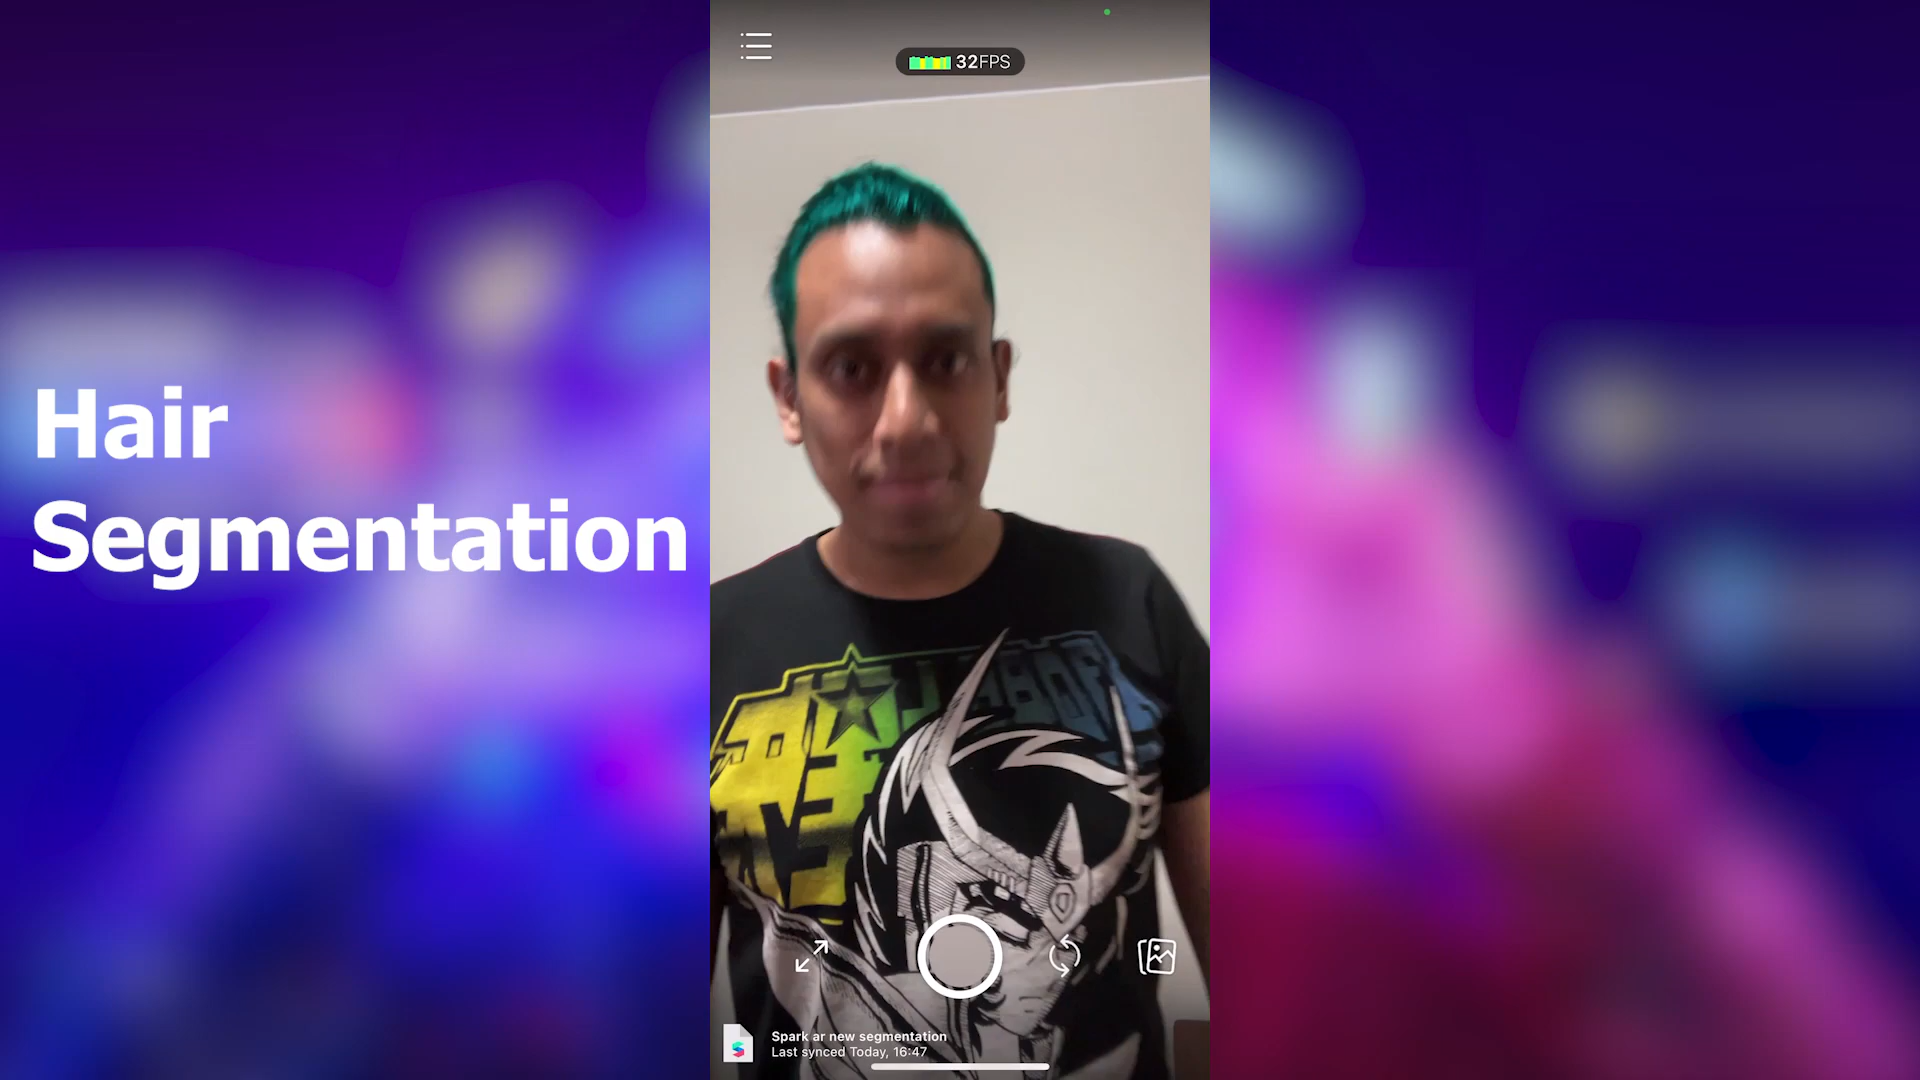 32FPS
Hair
Segmentation
Spark ar new segmentation
Last synced Today, 16:47